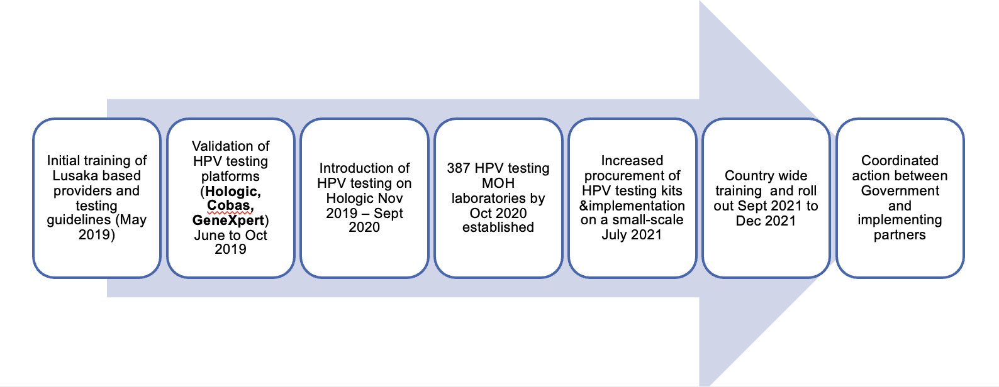 Initial training of
Lusaka based
providers and
testing
guidelines (May
2019)
Validation of
HPV testing
platforms
(Hologic,
Cobas,
GeneXpert)
June to Oct
2019
Introduction of
HPV testing on
Hologic Nov
2019 – Sept
2020
387 HPV testing
MOH
laboratories by
Oct 2020
established
Increased
procurement of
HPV testing kits
&implementation
on a small-scale
July 2021
Country wide
training  and roll
out Sept 2021 to
Dec 2021
Coordinated
action between
Government
and
implementing
partners